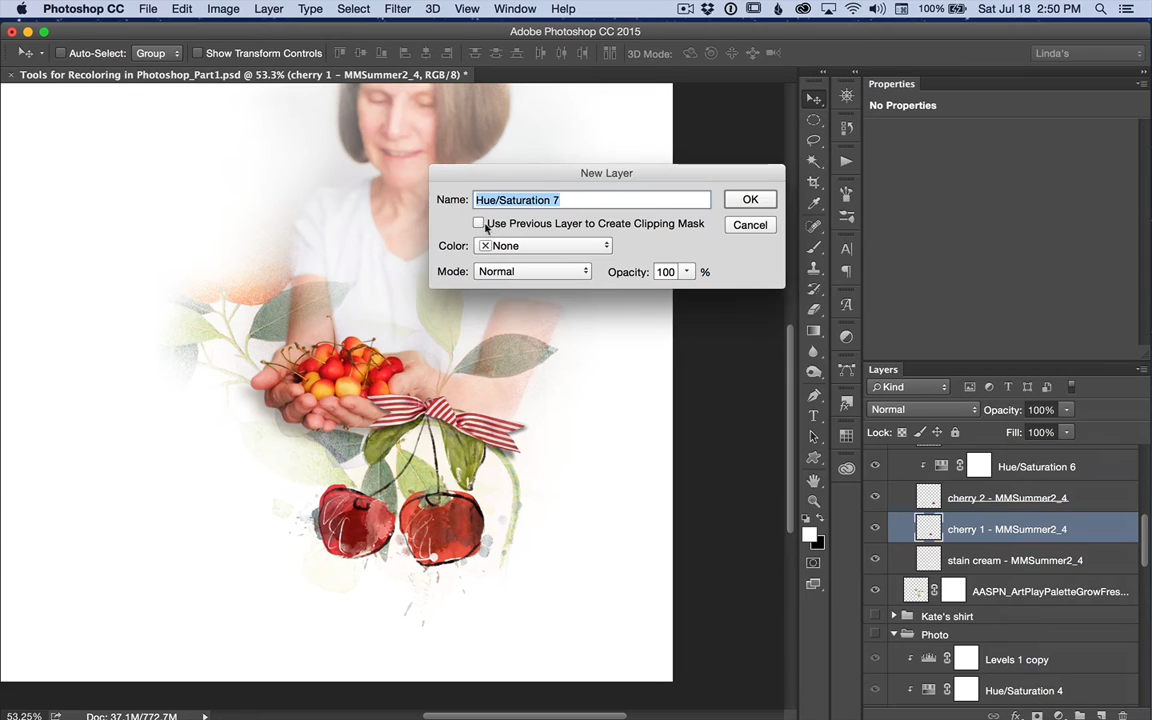 Photoshop CC File Edit Image Layer Type Select Filter 3D View Window Help 100% Sat Jul 18 2:50 PM
Adobe Photoshop CC 2015
Auto-Select: Group Show Transform Controls 3D Mode: Linda's
× Tools for Recoloring in Photoshop_Part1.psd @ 53.3% (cherry 1 - MMSummer2_4, RGB/8) *
Properties
No Properties
New Layer
Name: Hue/Saturation 7 OK
Use Previous Layer to Create Clipping Mask Cancel
Color: None
Mode: Normal Opacity: 100 %
Layers
Kind
Normal Opacity: 100%
Lock: Fill: 100%
Hue/Saturation 6
cherry 2 - MMSummer2_4
cherry 1 - MMSummer2_4
stain cream - MMSummer2_4
AASPN_ArtPlayPaletteGrowFres...
Kate's shirt
Photo
Levels 1 copy
Hue/Saturation 4
53.25% Doc: 37.1M/772.7M